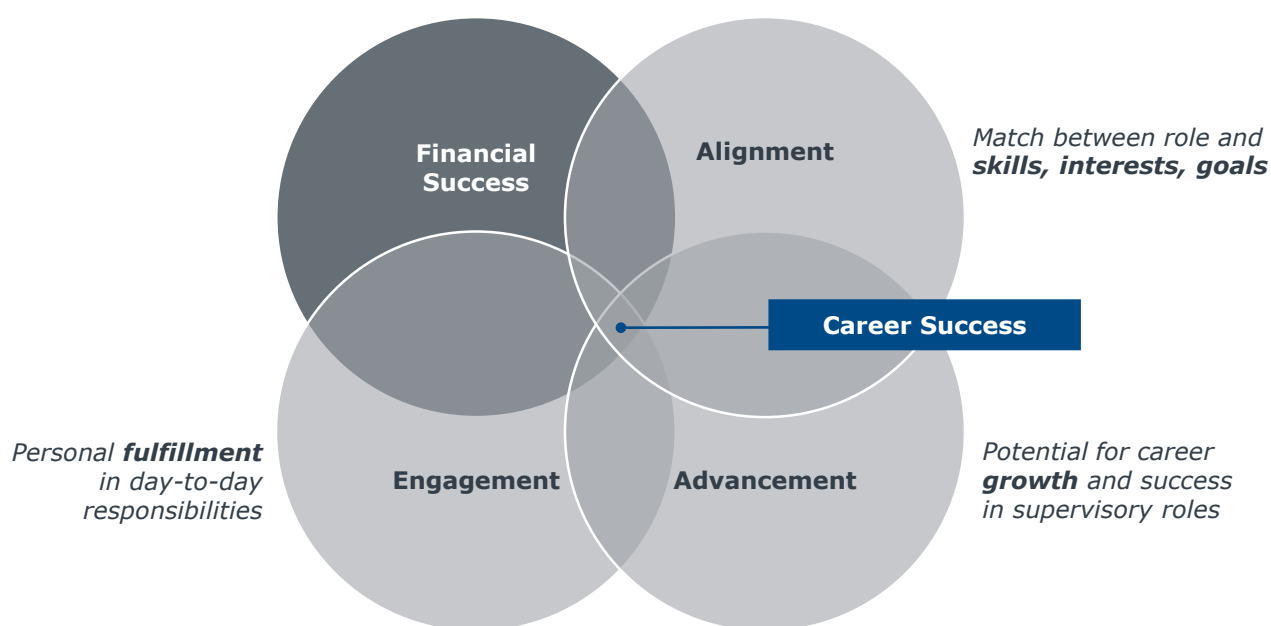 Financial
Success
Alignment
Match between role and
skills, interests, goals
Career Success
Personal fulfillment
in day-to-day
responsibilities
Engagement
Advancement
Potential for career
growth and success
in supervisory roles